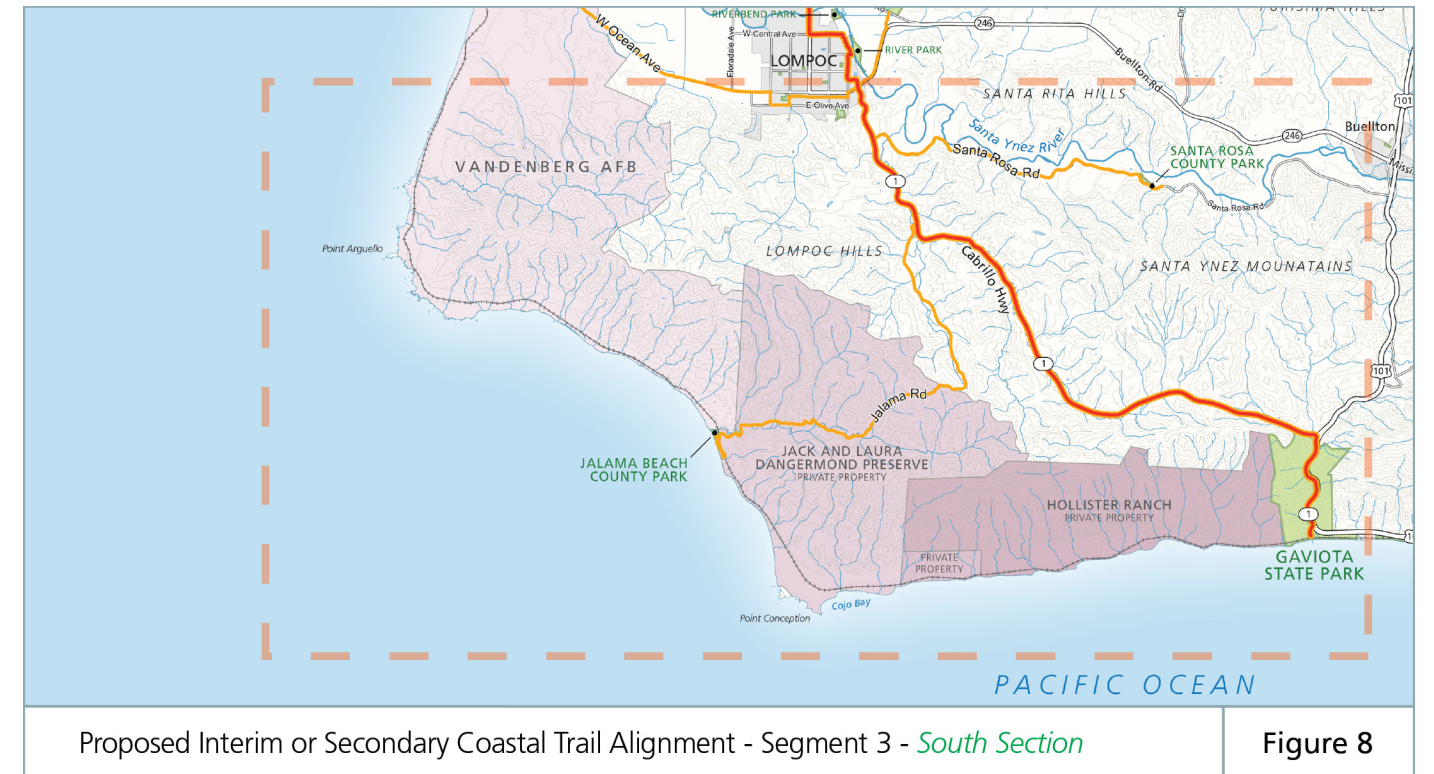 RIVERBEND PARK
246
W Ocean Ave
Floradale Ave
W Central Ave
RIVER PARK
LOMPOC
Buellton Rd
SANTA RITA HILLS
101
E Olive Ave
Santa Ynez River
246
Buellton
SANTA ROSA
COUNTY PARK
VANDENBERG AFB
Santa Rosa Rd
Missi
1
Santa Rosa Rd
Point Arguello
LOMPOC HILLS
Cabrillo Hwy
SANTA YNEZ MOUNATAINS
1
101
Jalama Rd
JALAMA BEACH
COUNTY PARK
JACK AND LAURA
DANGERMOND PRESERVE
PRIVATE PROPERTY
HOLLISTER RANCH
PRIVATE PROPERTY
1
1
PRIVATE
PROPERTY
GAVIOTA
STATE PARK
Cojo Bay
Point Conception
PACIFIC OCEAN
Proposed Interim or Secondary Coastal Trail Alignment - Segment 3 - South Section
Figure 8